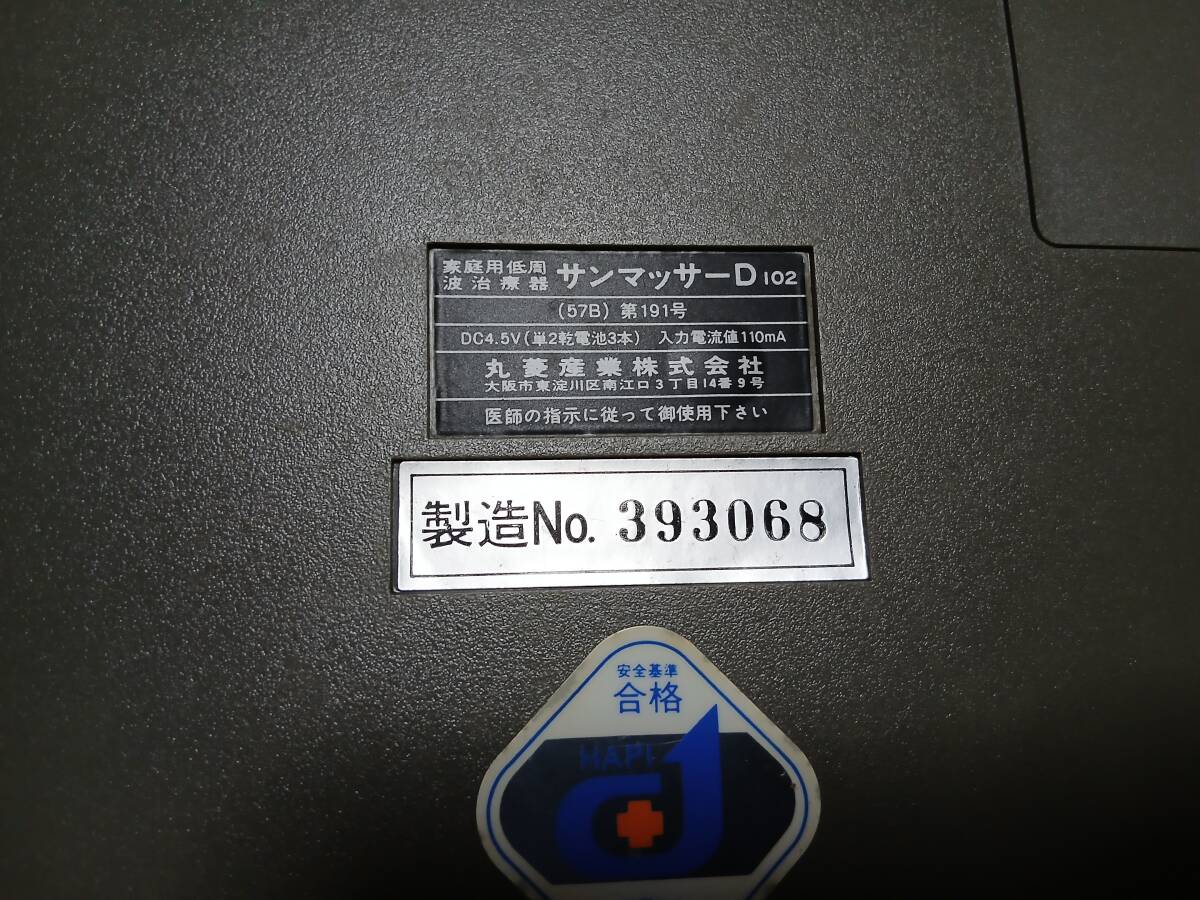 家庭用低周
波治療器 サンマッサーD102
(57B) 第191号
DC4.5V(単2乾電池3本) 入力電流値110mA
丸菱産業株式会社
大阪市東淀川区南江口3丁目14番9号
医師の指示に従って御使用下さい
製造No. 393068
安全基準
合格
HAPI